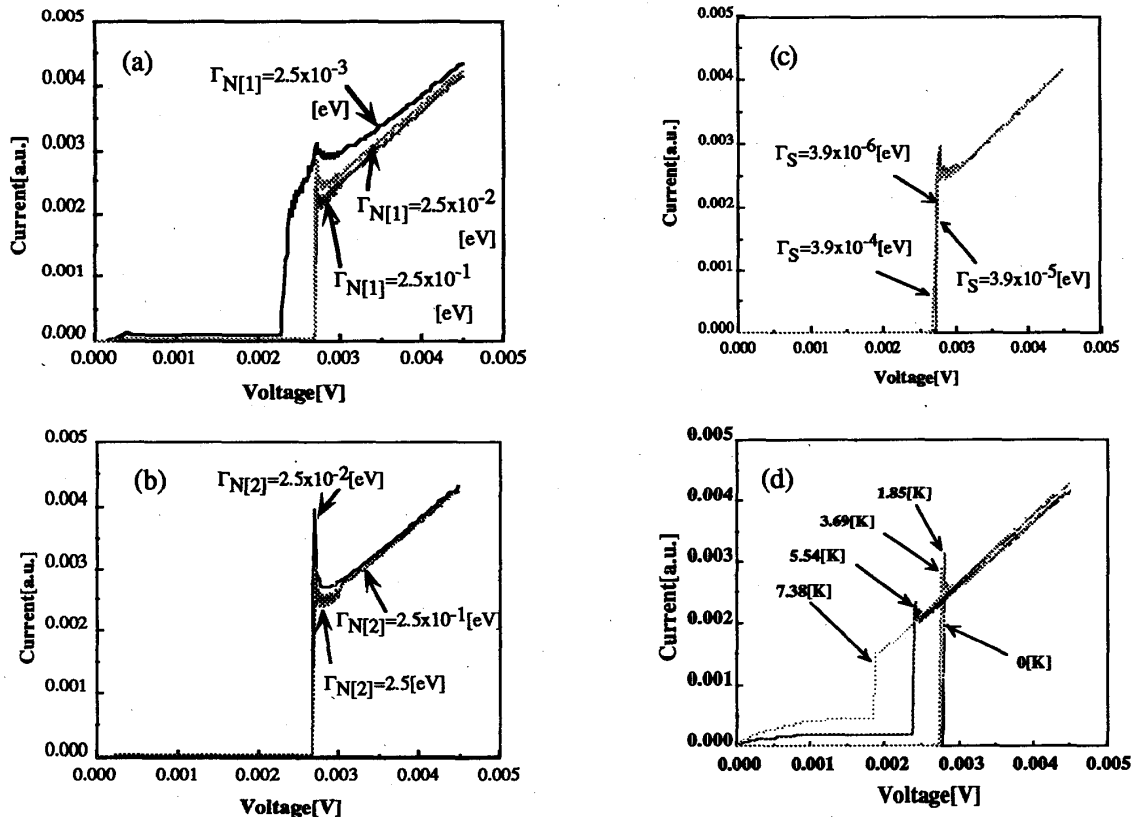 (a)
0.005
0.004
0.003
0.002
0.001
0.000
Current[a.u.]
ΓN[1]=2.5x10-3
[eV]
ΓN[1]=2.5x10-2
[eV]
ΓN[1]=2.5x10-1
[eV]
0.000 0.001 0.002 0.003 0.004 0.005
Voltage[V]
(b)
0.005
0.004
0.003
0.002
0.001
0.000
Current[a.u.]
ΓN[2]=2.5x10-2[eV]
ΓN[2]=2.5x10-1[eV]
ΓN[2]=2.5[eV]
0.000 0.001 0.002 0.003 0.004 0.005
Voltage[V]
(c)
0.005
0.004
0.003
0.002
0.001
0.000
Current[a.u.]
ΓS=3.9x10-6[eV]
ΓS=3.9x10-4[eV]
ΓS=3.9x10-5[eV]
0.000 0.001 0.002 0.003 0.004 0.005
Voltage[V]
(d)
0.005
0.004
0.003
0.002
0.001
0.000
Current[a.u.]
1.85[K]
3.69[K]
5.54[K]
7.38[K]
0[K]
0.000 0.001 0.002 0.003 0.004 0.005
Voltage[V]